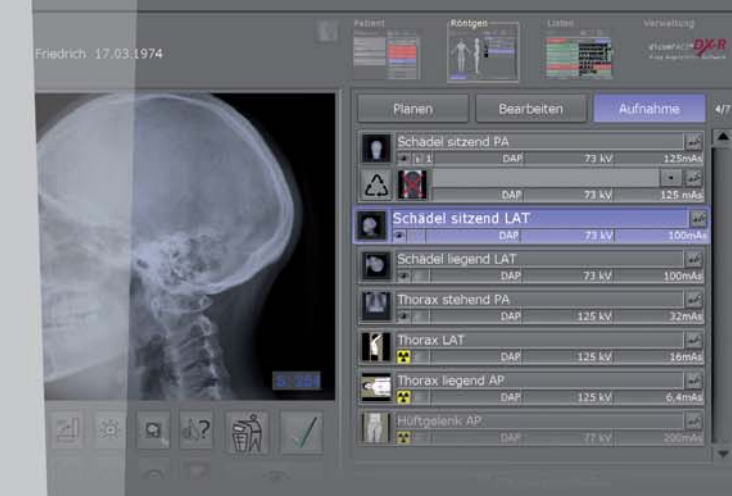 Patient
Röntgen
Listen
Verwaltung
Friedrich 17.03.1974
dicomPACS DX-R
Planen
Bearbeiten
Aufnahme
4/7
Schädel sitzend PA
1 DAP 73 kV 125mAs
DAP 73 kV 125 mAs
Schädel sitzend LAT
DAP 73 kV 100mAs
Schädel liegend LAT
DAP 73 kV 100mAs
Thorax stehend PA
DAP 125 kV 32mAs
Thorax LAT
DAP 125 kV 16mAs
Thorax liegend AP
DAP 125 kV 6,4mAs
Hüftgelenk AP
DAP 77 kV 200mAs